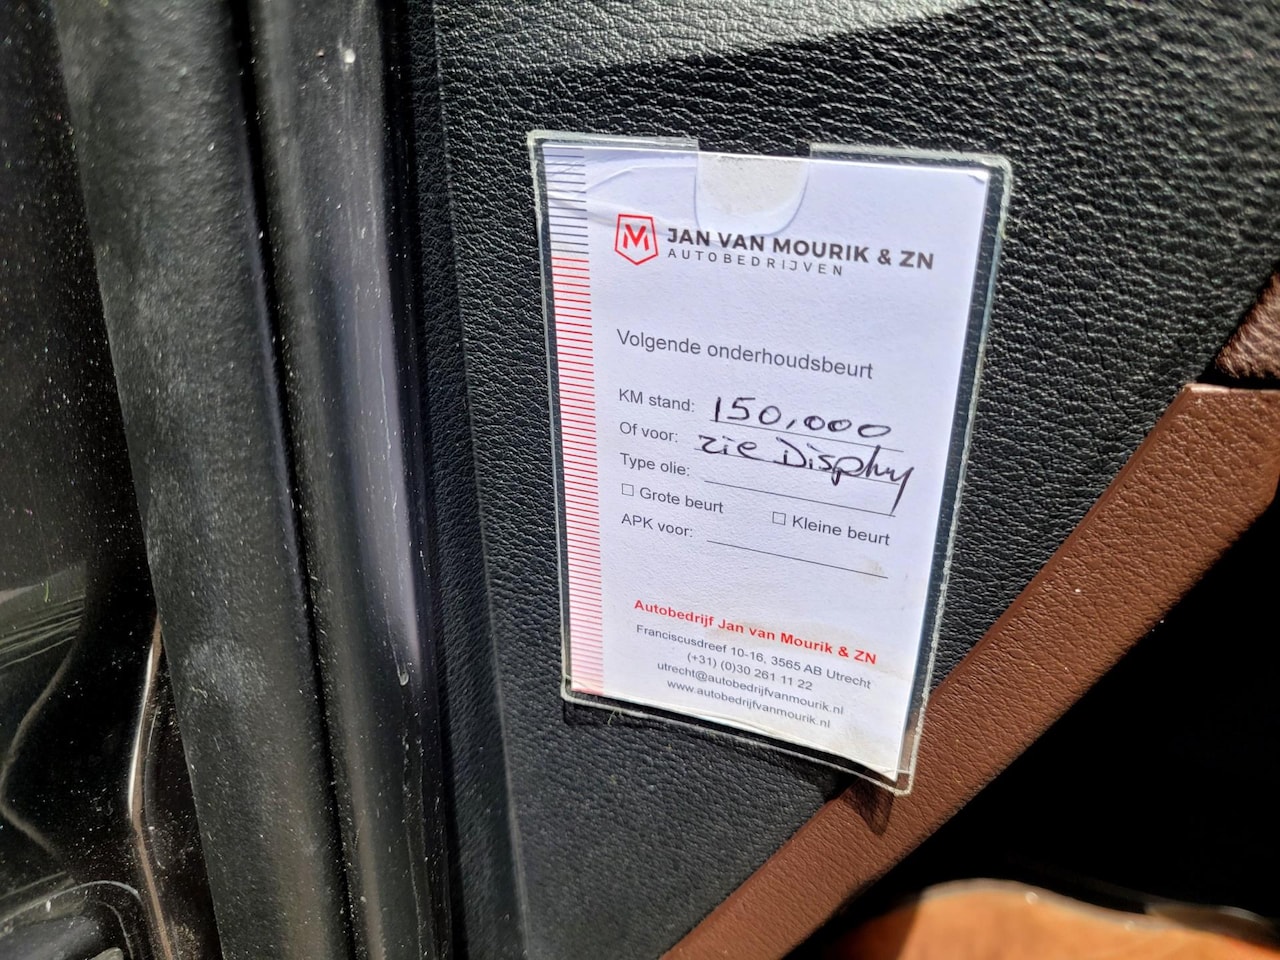 JAN VAN MOURIK & ZN
AUTOBEDRIJVEN
Volgende onderhoudsbeurt
KM stand: 150,000
Of voor: zie Display
Type olie:
Grote beurt Kleine beurt
APK voor:
Autobedrijf Jan van Mourik & ZN
Franciscusdreef 10-16, 3565 AB Utrecht
(+31) (0)30 261 11 22
utrecht@autobedrijfvanmourik.nl
www.autobedrijfvanmourik.nl